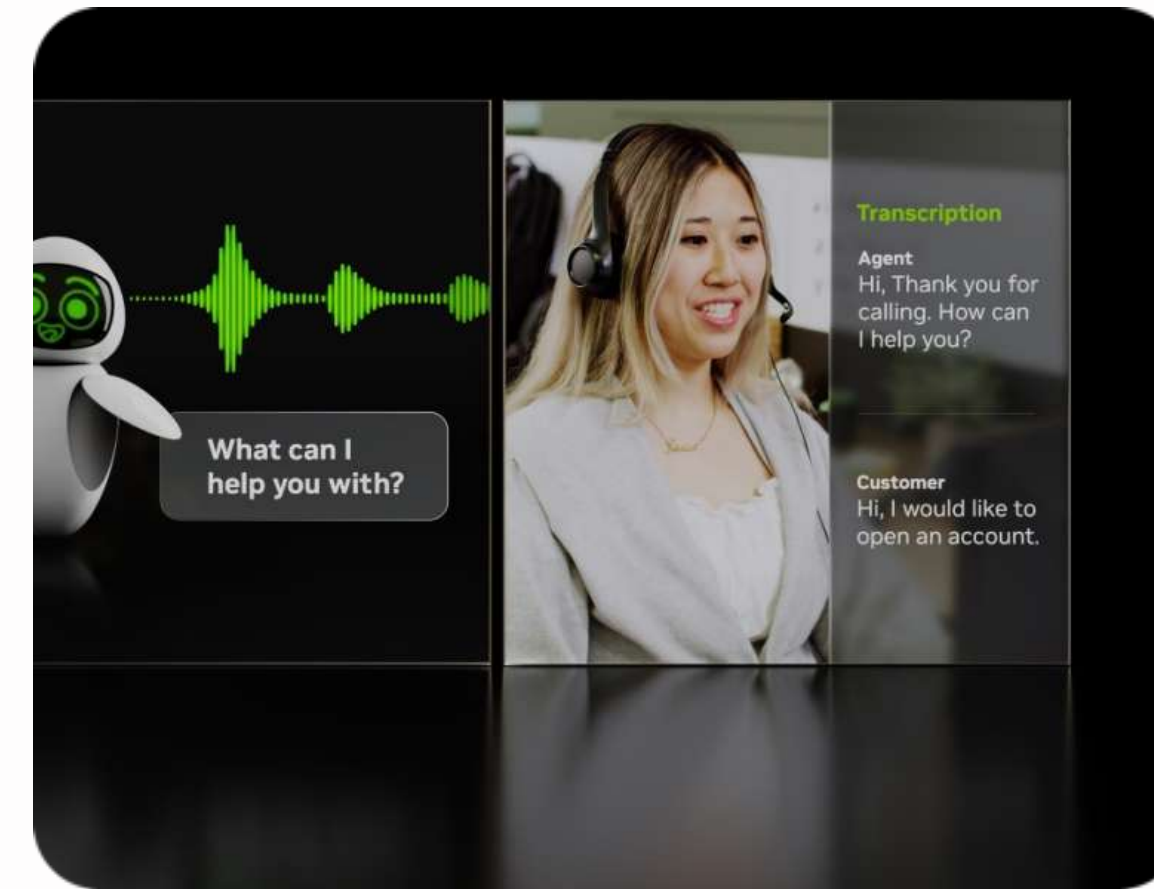 What can I
help you with?
Transcription
Agent
Hi, Thank you for
calling. How can
I help you?
Customer
Hi, I would like to
open an account.